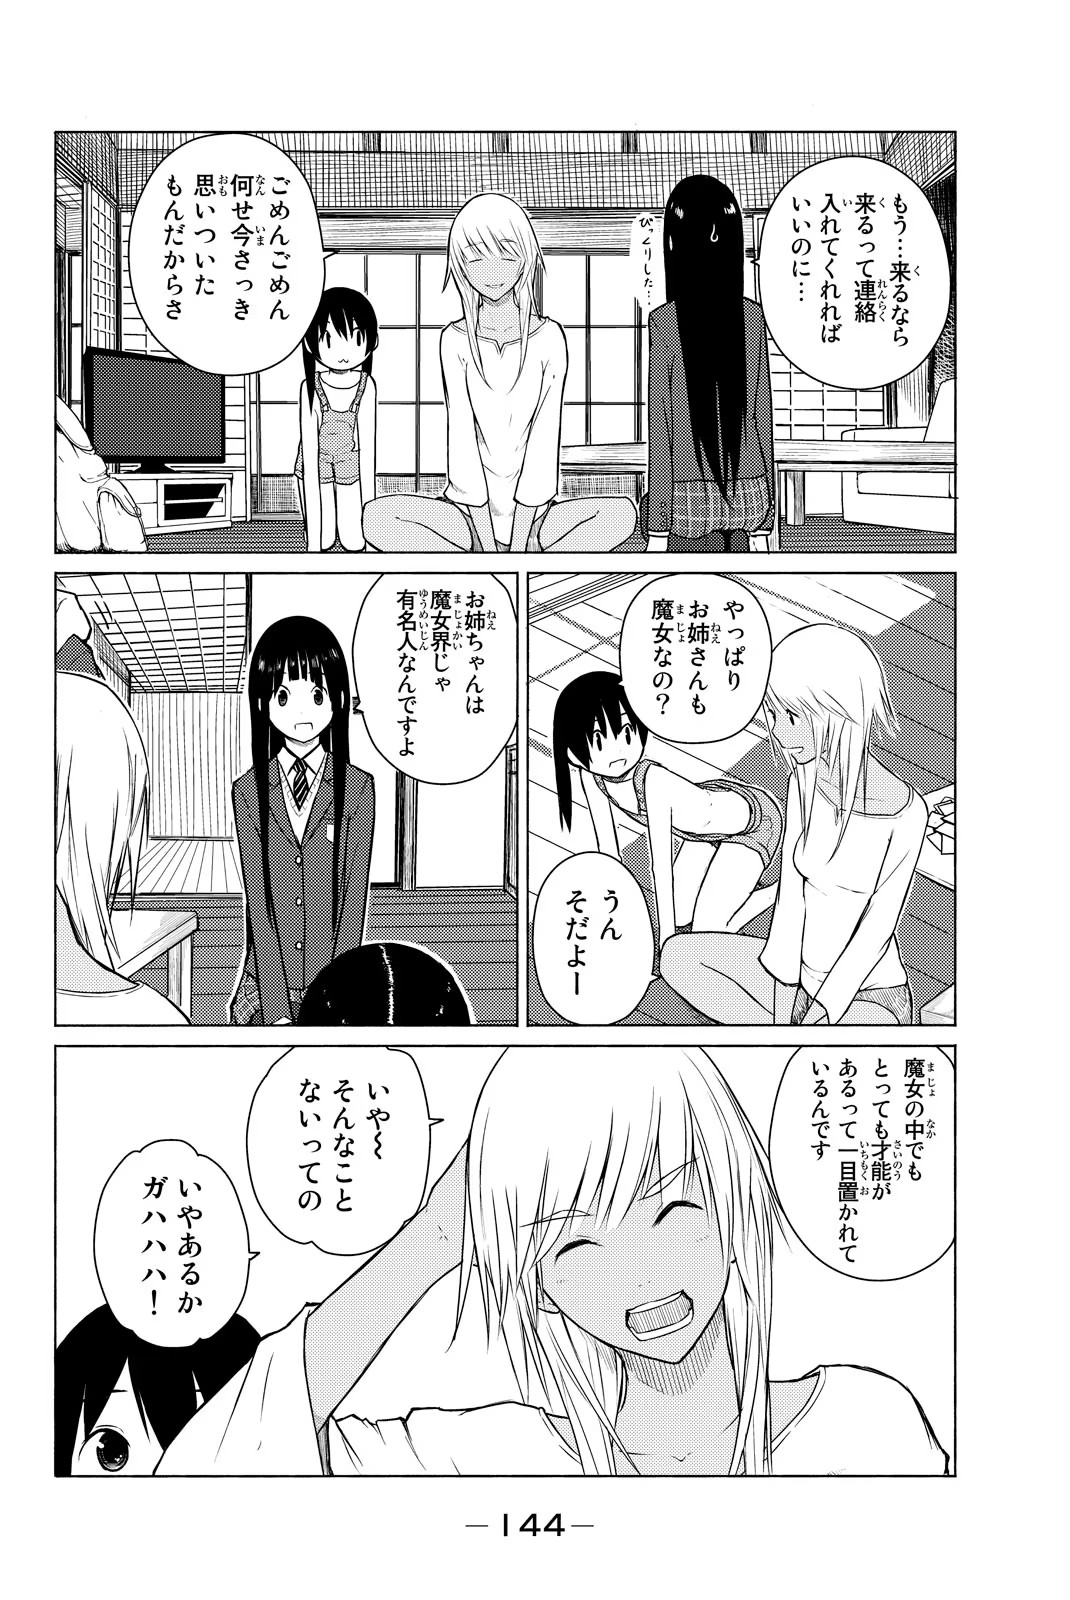 もう…来るなら
来るって連絡
入れてくれれば
いいのに…
びっくりした…
ごめんごめん
何せ今さっき
思いついた
もんだからさ
やっぱり
お姉さんも
魔女なの？
うん
そだよー
お姉ちゃんは
魔女界じゃ
有名人なんですよ
魔女の中でも
とっても才能が
あるって一目置かれて
いるんです
いや〜
そんなこと
ないっての
いやあるか
ガハハハ！
—144—